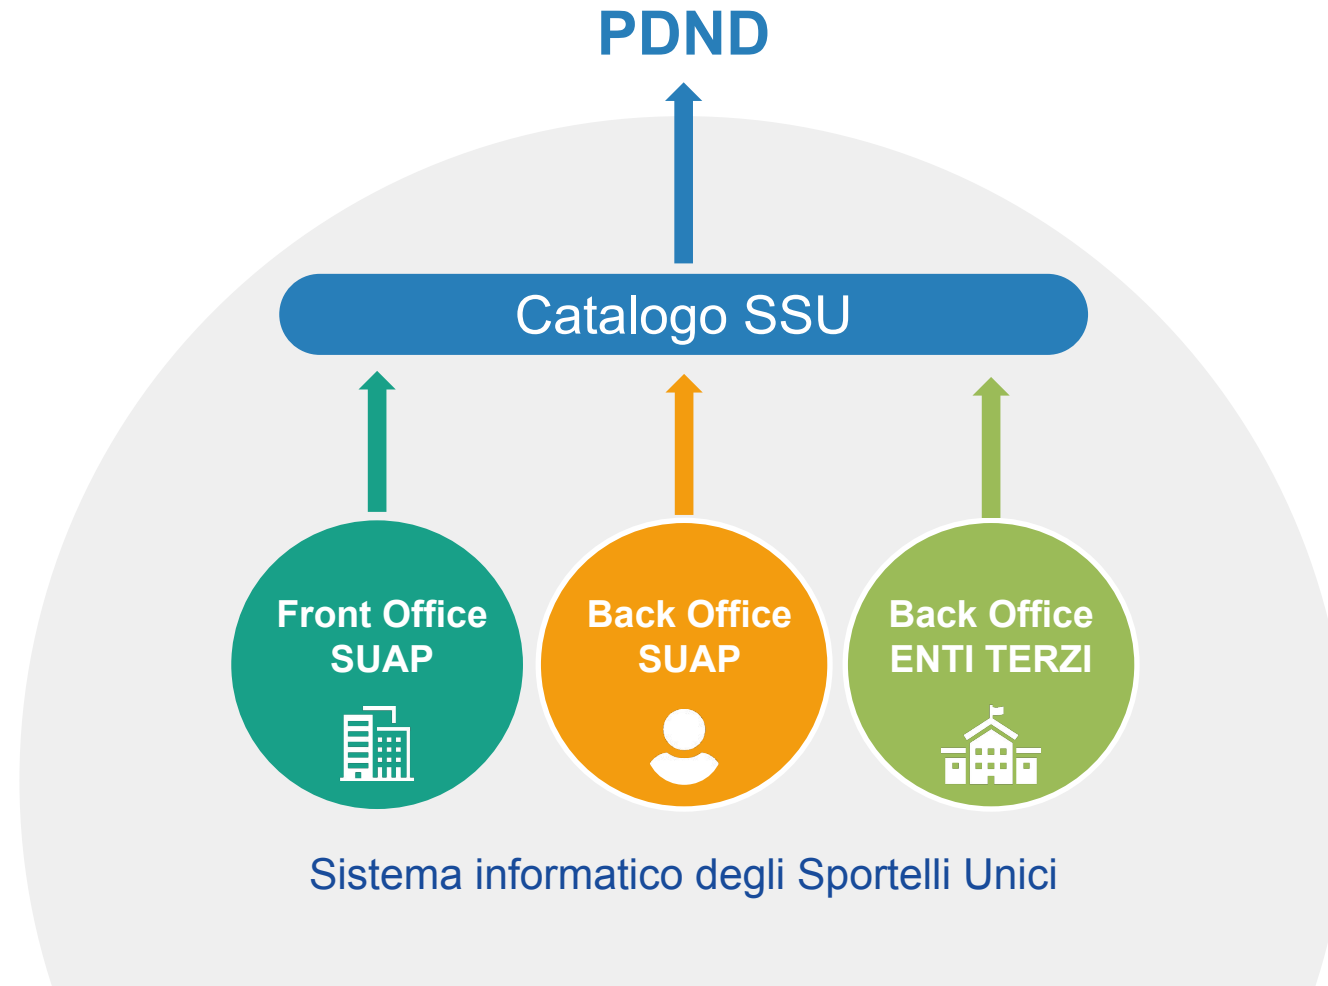 PDND
Catalogo SSU
Front Office
SUAP
Back Office
SUAP
Back Office
ENTI TERZI
Sistema informatico degli Sportelli Unici